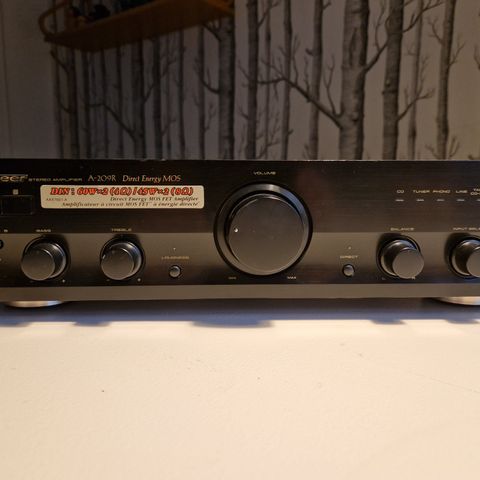 eer STEREO AMPLIFIER A-209R Direct Energy MOS
DIN : 60W×2 (4Ω) / 45W×2 (8Ω)
Direct Energy MOS FET Amplifier
Amplificateur à circuit MOS FET à énergie directe
VOLUME
CD TUNER PHONO LINE
B BASS TREBLE LOUDNESS
MIN MAX
DIRECT
BALANCE
L R